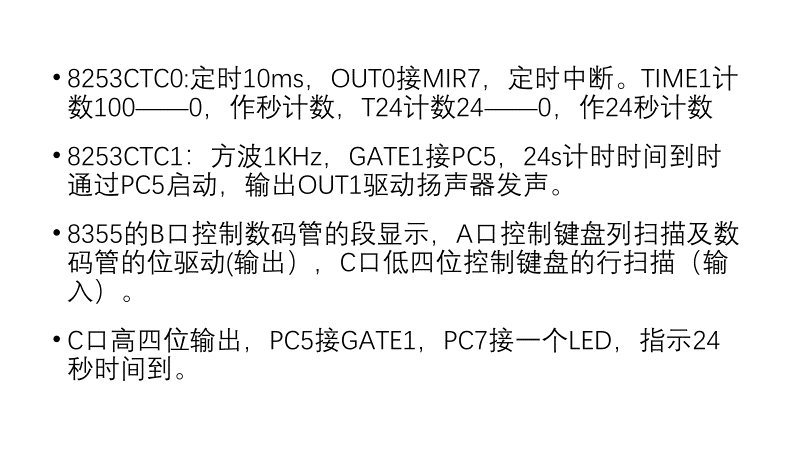 • 8253CTC0:定时10ms，OUT0接MIR7，定时中断。TIME1计
数100——0，作秒计数，T24计数24——0，作24秒计数
• 8253CTC1：方波1KHz，GATE1接PC5，24s计时时间到时
通过PC5启动，输出OUT1驱动扬声器发声。
• 8355的B口控制数码管的段显示，A口控制键盘列扫描及数
码管的位驱动(输出），C口低四位控制键盘的行扫描（输
入）。
• C口高四位输出，PC5接GATE1，PC7接一个LED，指示24
秒时间到。